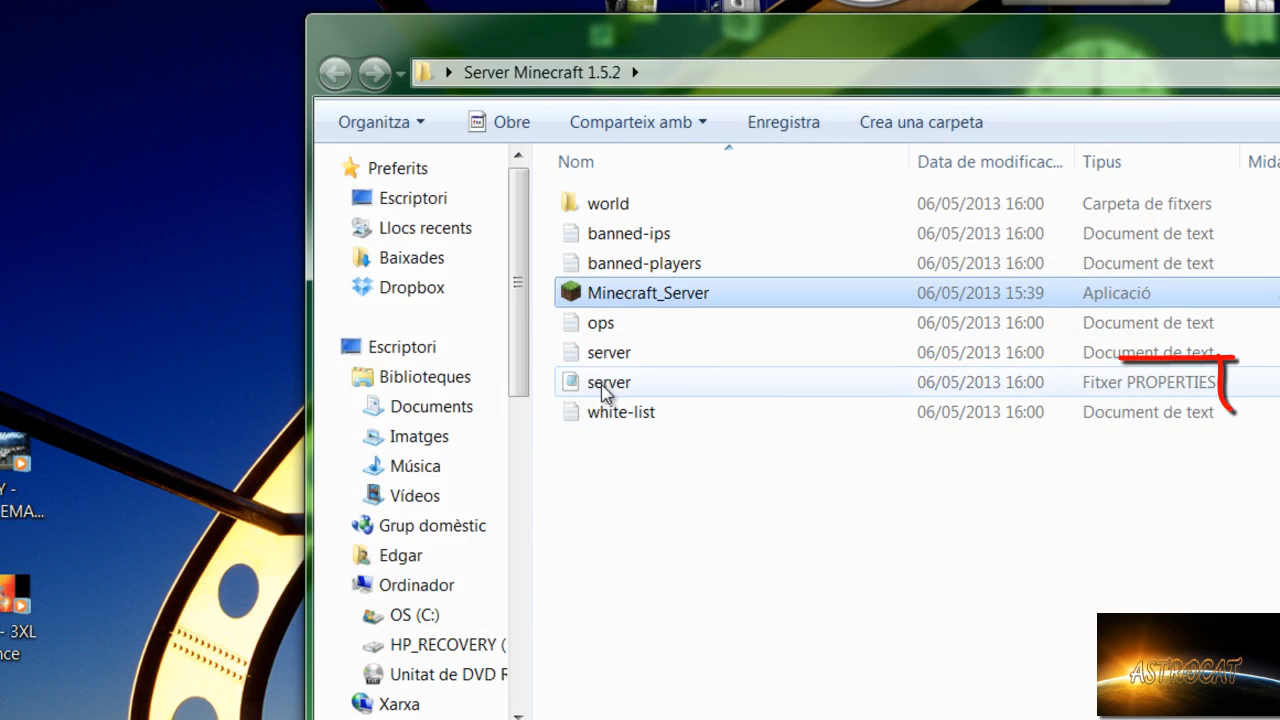 Server Minecraft 1.5.2
Organitza
Obre
Comparteix amb
Enregistra
Crea una carpeta
Preferits
Escriptori
Llocs recents
Baixades
Dropbox
Escriptori
Biblioteques
Documents
Imatges
Música
Vídeos
Grup domèstic
Edgar
Ordinador
OS (C:)
HP_RECOVERY (
Unitat de DVD R
Xarxa
Nom Data de modificac... Tipus Mida
world 06/05/2013 16:00 Carpeta de fitxers
banned-ips 06/05/2013 16:00 Document de text
banned-players 06/05/2013 16:00 Document de text
Minecraft_Server 06/05/2013 15:39 Aplicació
ops 06/05/2013 16:00 Document de text
server 06/05/2013 16:00 Document de text
server 06/05/2013 16:00 Fitxer PROPERTIES
white-list 06/05/2013 16:00 Document de text
Y -
EMA...
- 3XL
nce
ASTROCAT